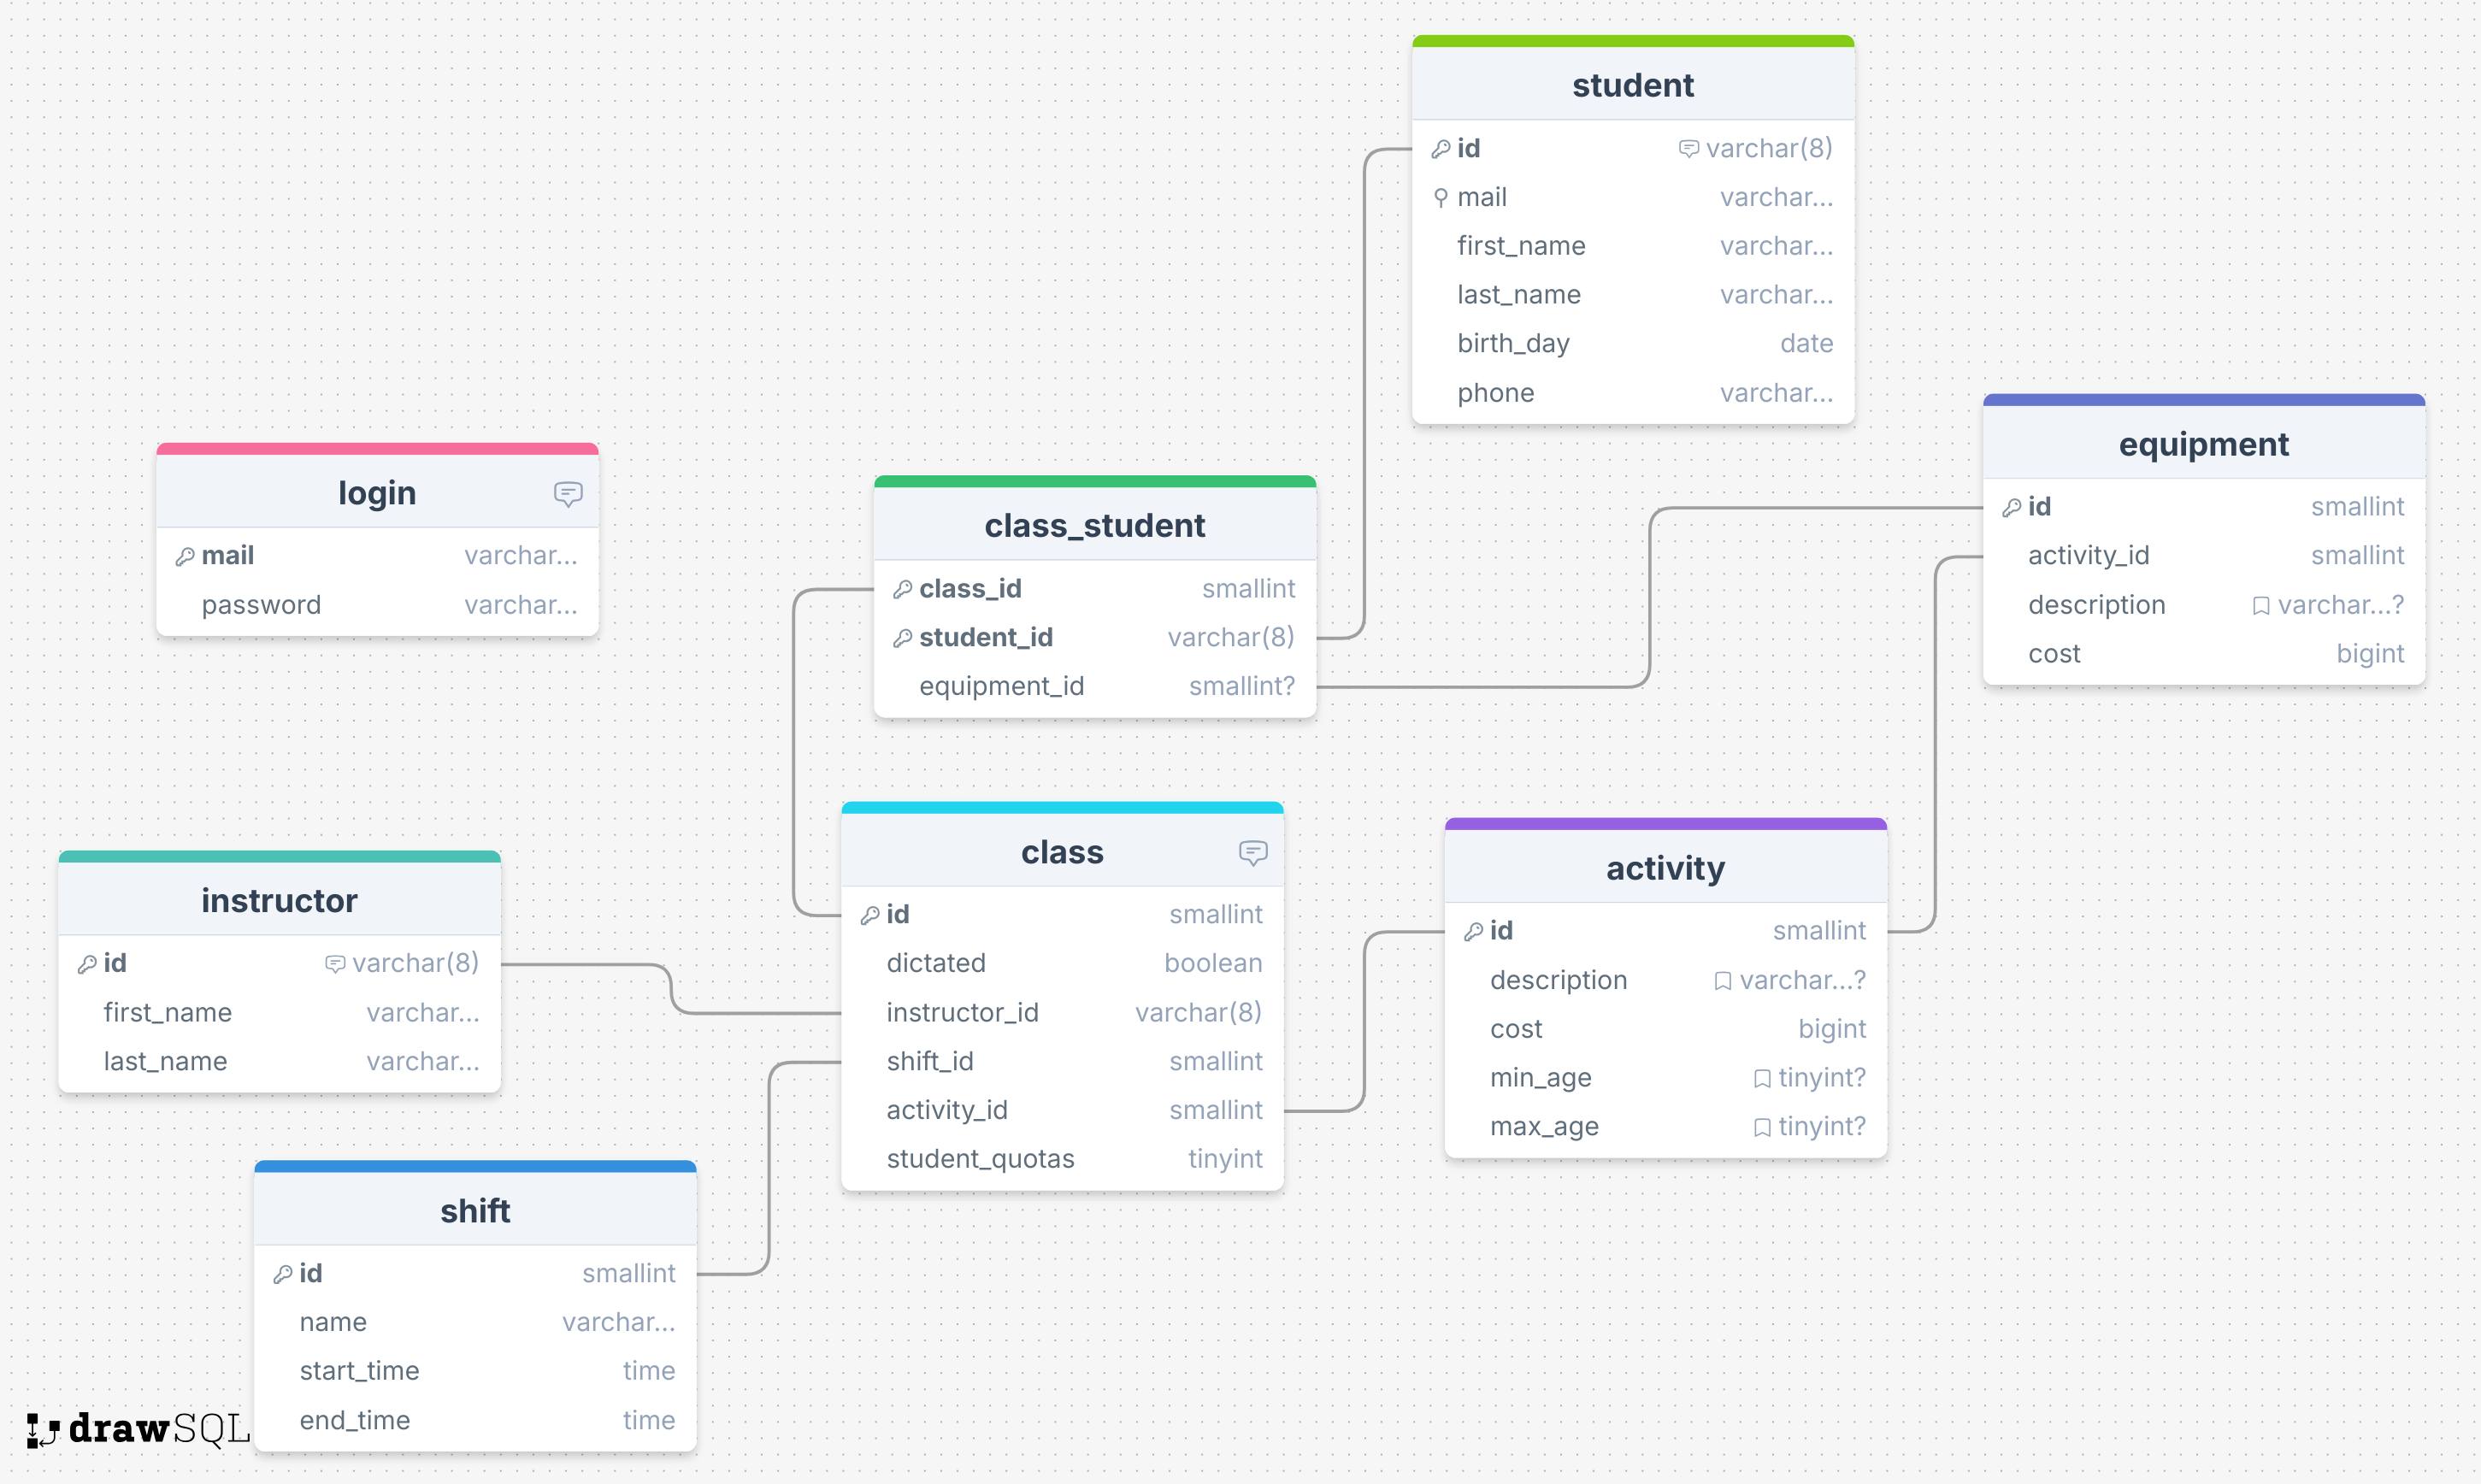 student
id varchar(8)
mail varchar...
first_name varchar...
last_name varchar...
birth_day date
phone varchar...
equipment
id smallint
activity_id smallint
description varchar...?
cost bigint
login
mail varchar...
password varchar...
class_student
class_id smallint
student_id varchar(8)
equipment_id smallint?
class
id smallint
dictated boolean
instructor_id varchar(8)
shift_id smallint
activity_id smallint
student_quotas tinyint
activity
id smallint
description varchar...?
cost bigint
min_age tinyint?
max_age tinyint?
instructor
id varchar(8)
first_name varchar...
last_name varchar...
shift
id smallint
name varchar...
start_time time
end_time time
drawSQL